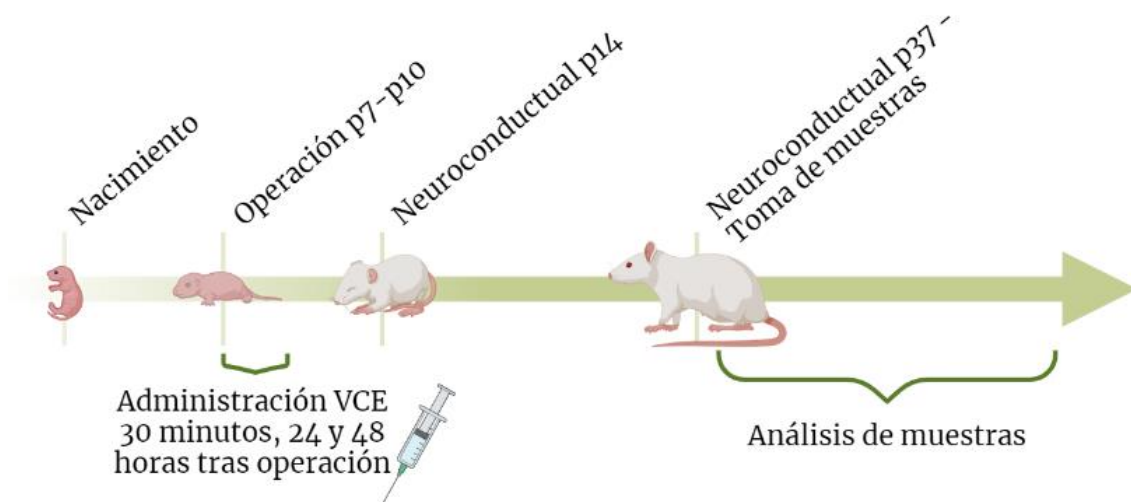 Nacimiento
Operación p7-p10
Neuroconductual p14
Neuroconductual p37 -
Toma de muestras
Administración VCE
30 minutos, 24 y 48
horas tras operación
Análisis de muestras